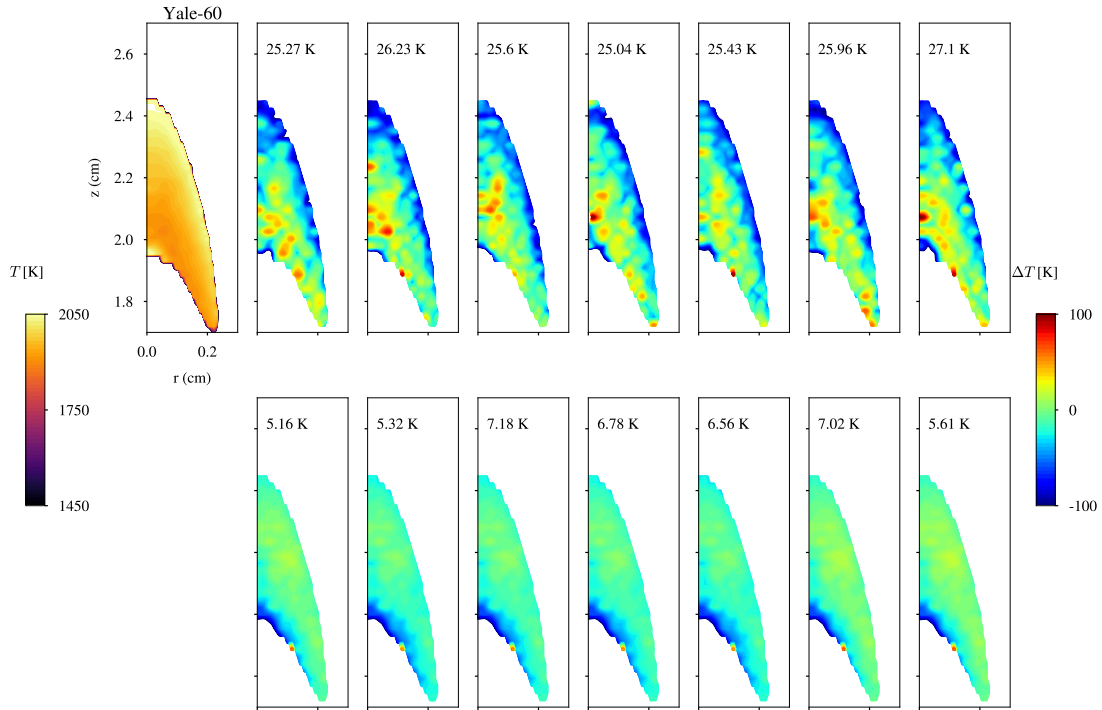 Yale-60
25.27 K
26.23 K
25.6 K
25.04 K
25.43 K
25.96 K
27.1 K
2.6
2.4
2.2
2.0
1.8
z (cm)
0.0
0.2
r (cm)
T [K]
2050
1750
1450
ΔT [K]
100
0
-100
5.16 K
5.32 K
7.18 K
6.78 K
6.56 K
7.02 K
5.61 K